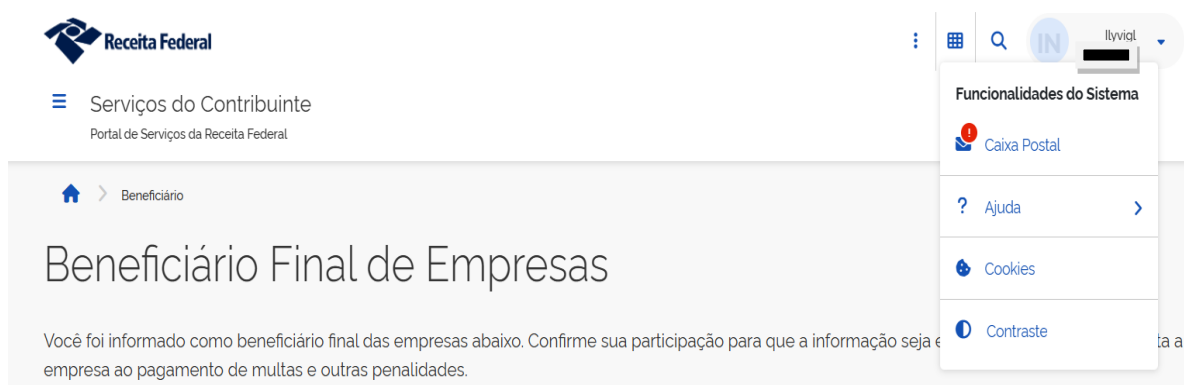 Receita Federal
IN
Ilyvigl
Serviços do Contribuinte
Portal de Serviços da Receita Federal
Funcionalidades do Sistema
Caixa Postal
Ajuda
Cookies
Contraste
Beneficiário
Beneficiário Final de Empresas
Você foi informado como beneficiário final das empresas abaixo. Confirme sua participação para que a informação seja
empresa ao pagamento de multas e outras penalidades.